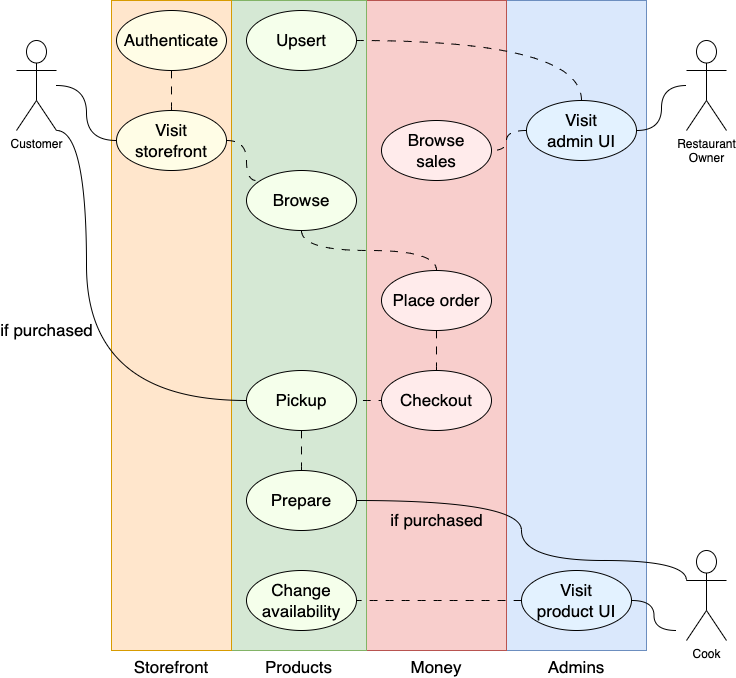 Authenticate
Upsert
Visit
storefront
Browse
sales
Visit
admin UI
Customer
Restaurant
Owner
Browse
Place order
if purchased
Pickup
Checkout
Prepare
if purchased
Change
availability
Visit
product UI
Cook
Storefront
Products
Money
Admins